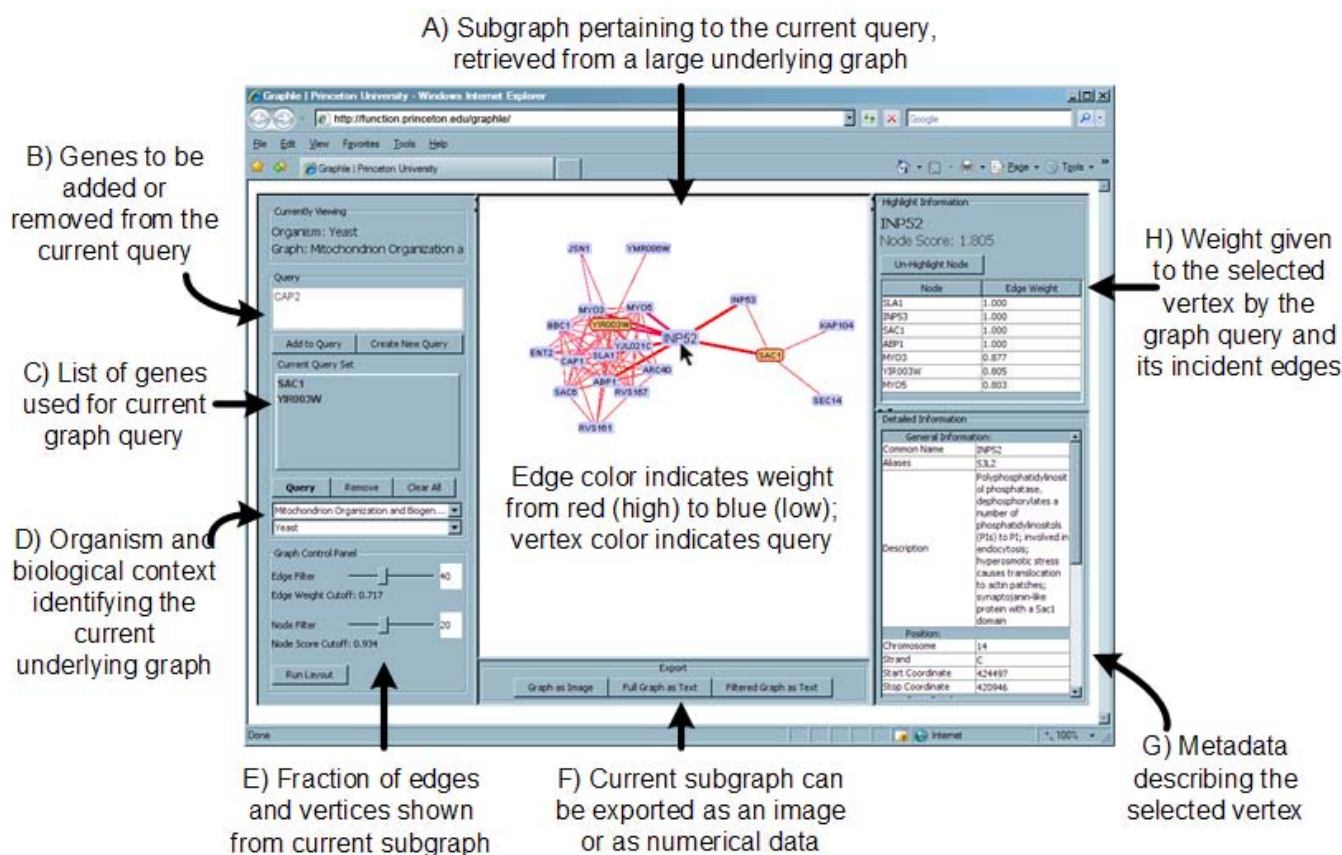 A) Subgraph pertaining to the current query,
retrieved from a large underlying graph
Graphle | Princeton University - Windows Internet Explorer
http://function.princeton.edu/graphle/
Google
File Edit View Favorites Tools Help
Graphle | Princeton University
Page
Tools
B) Genes to be
added or
removed from the
current query
C) List of genes
used for current
graph query
D) Organism and
biological context
identifying the
current
underlying graph
Currently Viewing
Organism: Yeast
Graph: Mitochondrion Organization a
Query
CAP2
Add to Query
Create New Query
Current Query Set
SAC1
YIR003W
Query
Remove
Clear All
Mitochondrion Organization and Biogen....
Yeast
Graph Control Panel
Edge Filter
40
Edge Weight Cutoff: 0.717
Node Filter
20
Node Score Cutoff: 0.934
Run Layout
JSN1
YMR086W
MYO3
MYO5
INP53
BBC1
YIR003W
INP52
KAP104
ENT2
YJL021C
CAP1
SLA1
SAC1
ARC40
ABP1
SAC6
RVS167
SEC14
RVS161
Edge color indicates weight
from red (high) to blue (low);
vertex color indicates query
Export
Graph as Image
Full Graph as Text
Filtered Graph as Text
Highlight Information
INP52
Node Score: 1.805
Un-Highlight Node
Node Edge Weight
SLA1 1.000
INP53 1.000
SAC1 1.000
ABP1 1.000
MYO3 0.877
YIR003W 0.805
MYO5 0.803
Detailed Information
General Information:
Common Name INP52
Aliases SJL2
Description
Polyphosphatidylinosit
ol phosphatase,
dephosphorylates a
number of
phosphatidylinositols
(PIs) to PI; involved in
endocytosis;
hyperosmotic stress
causes translocation
to actin patches;
synaptojanin-like
protein with a Sac1
domain
Position:
Chromosome 14
Strand C
Start Coordinate 424497
Stop Coordinate 420946
Done
Internet
100%
H) Weight given
to the selected
vertex by the
graph query and
its incident edges
G) Metadata
describing the
selected vertex
E) Fraction of edges
and vertices shown
from current subgraph
F) Current subgraph can
be exported as an image
or as numerical data